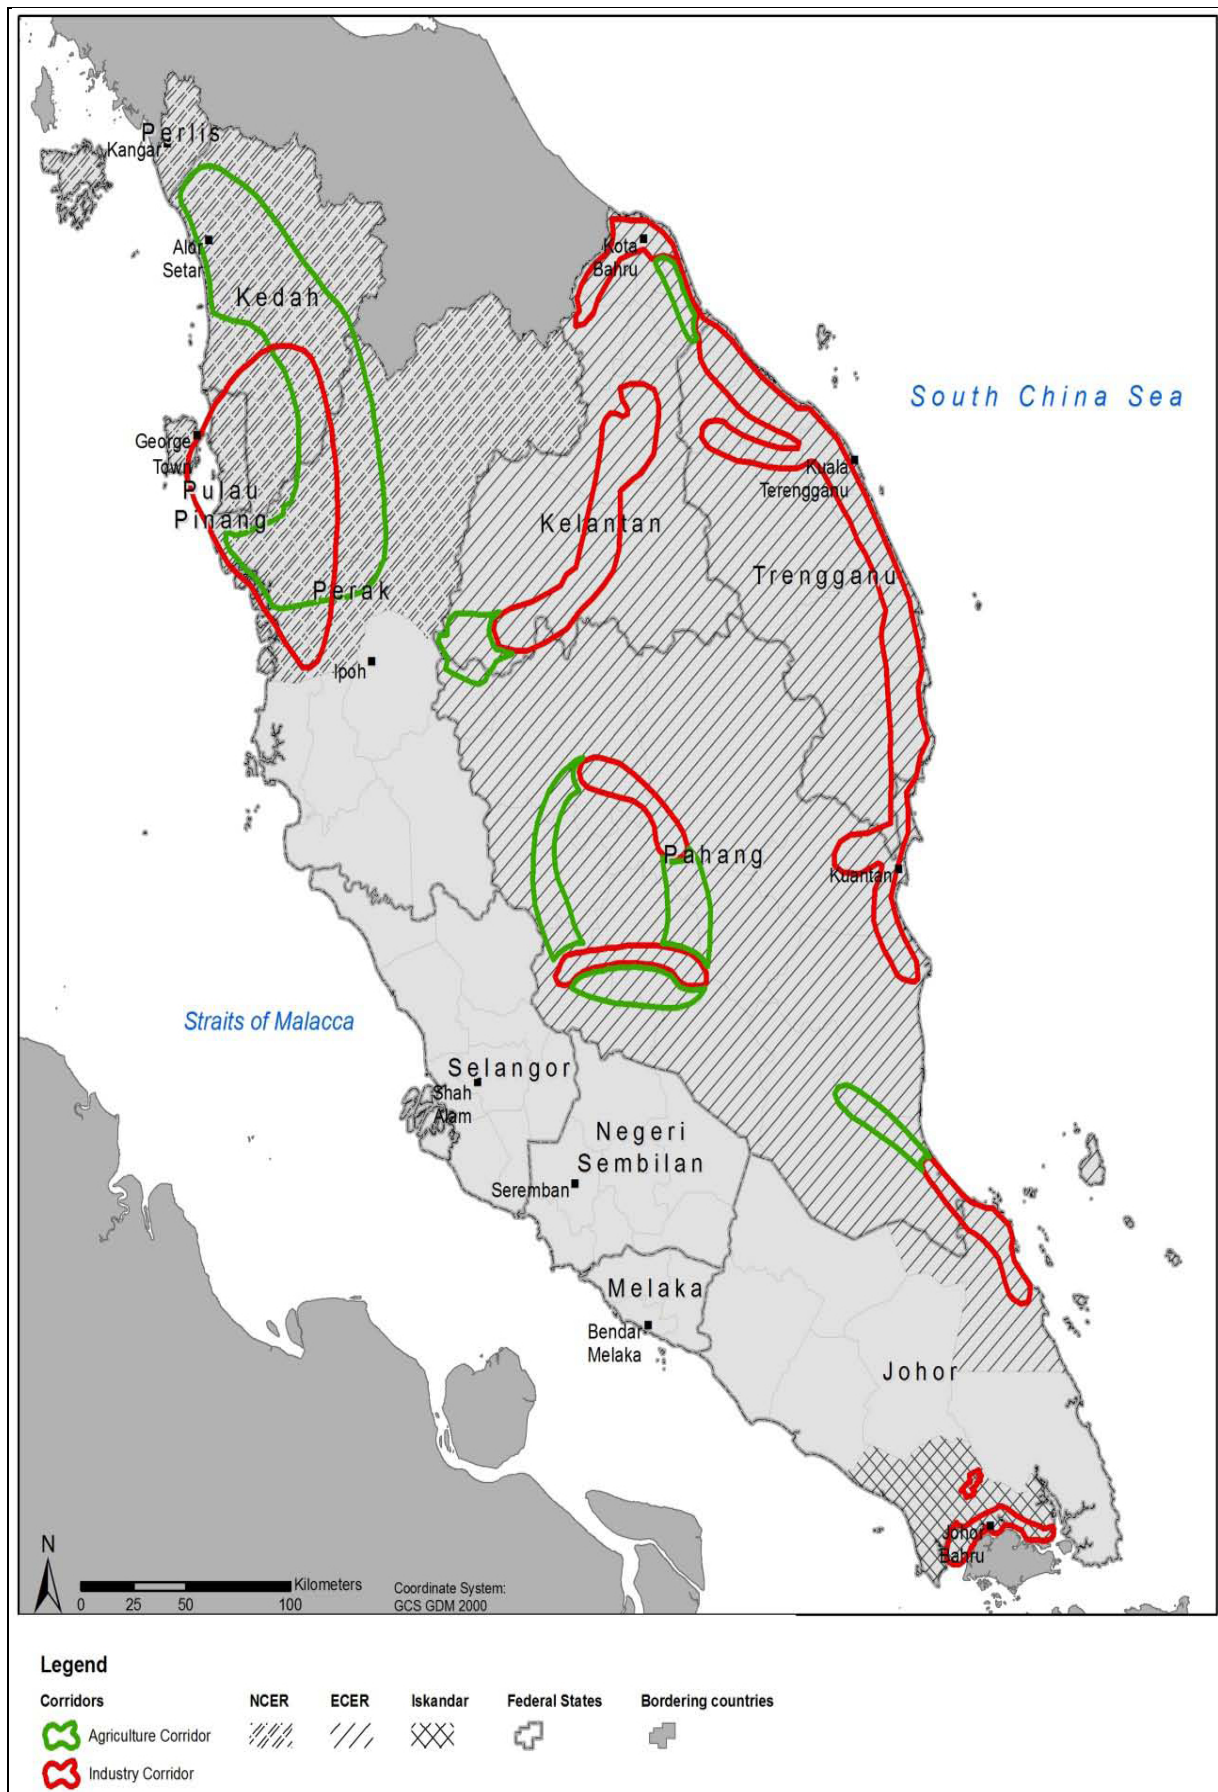 Perlis
Kangar
Alor
Setar
Kedah
Kota
Bahru
South China Sea
George
Town
Pulau
Pinang
Kuala
Terengganu
Kelantan
Trengganu
Perak
Ipoh
Pahang
Kuantan
Straits of Malacca
Selangor
Shah
Alam
Negeri
Sembilan
Seremban
Melaka
Bendar
Melaka
Johor
Johor
Bahru
N
Kilometers
0 25 50 100
Coordinate System:
GCS GDM 2000
Legend
Corridors NCER ECER Iskandar Federal States Bordering countries
Agriculture Corridor
Industry Corridor